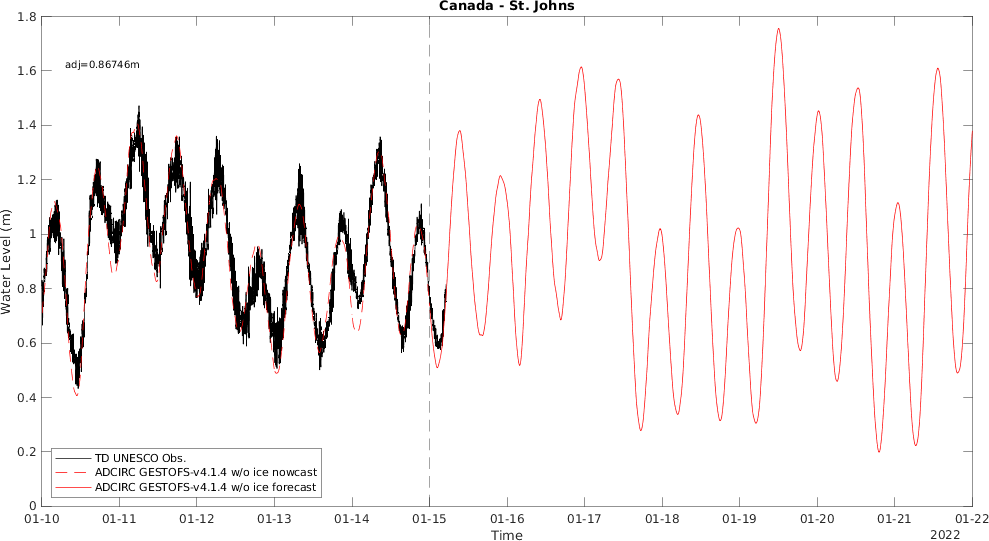 Canada - St. Johns
adj=0.86746m
Water Level (m)
1.8
1.6
1.4
1.2
1
0.8
0.6
0.4
0.2
0
TD UNESCO Obs.
ADCIRC GESTOFS-v4.1.4 w/o ice nowcast
ADCIRC GESTOFS-v4.1.4 w/o ice forecast
01-10 01-11 01-12 01-13 01-14 01-15 01-16 01-17 01-18 01-19 01-20 01-21 01-22
Time
2022